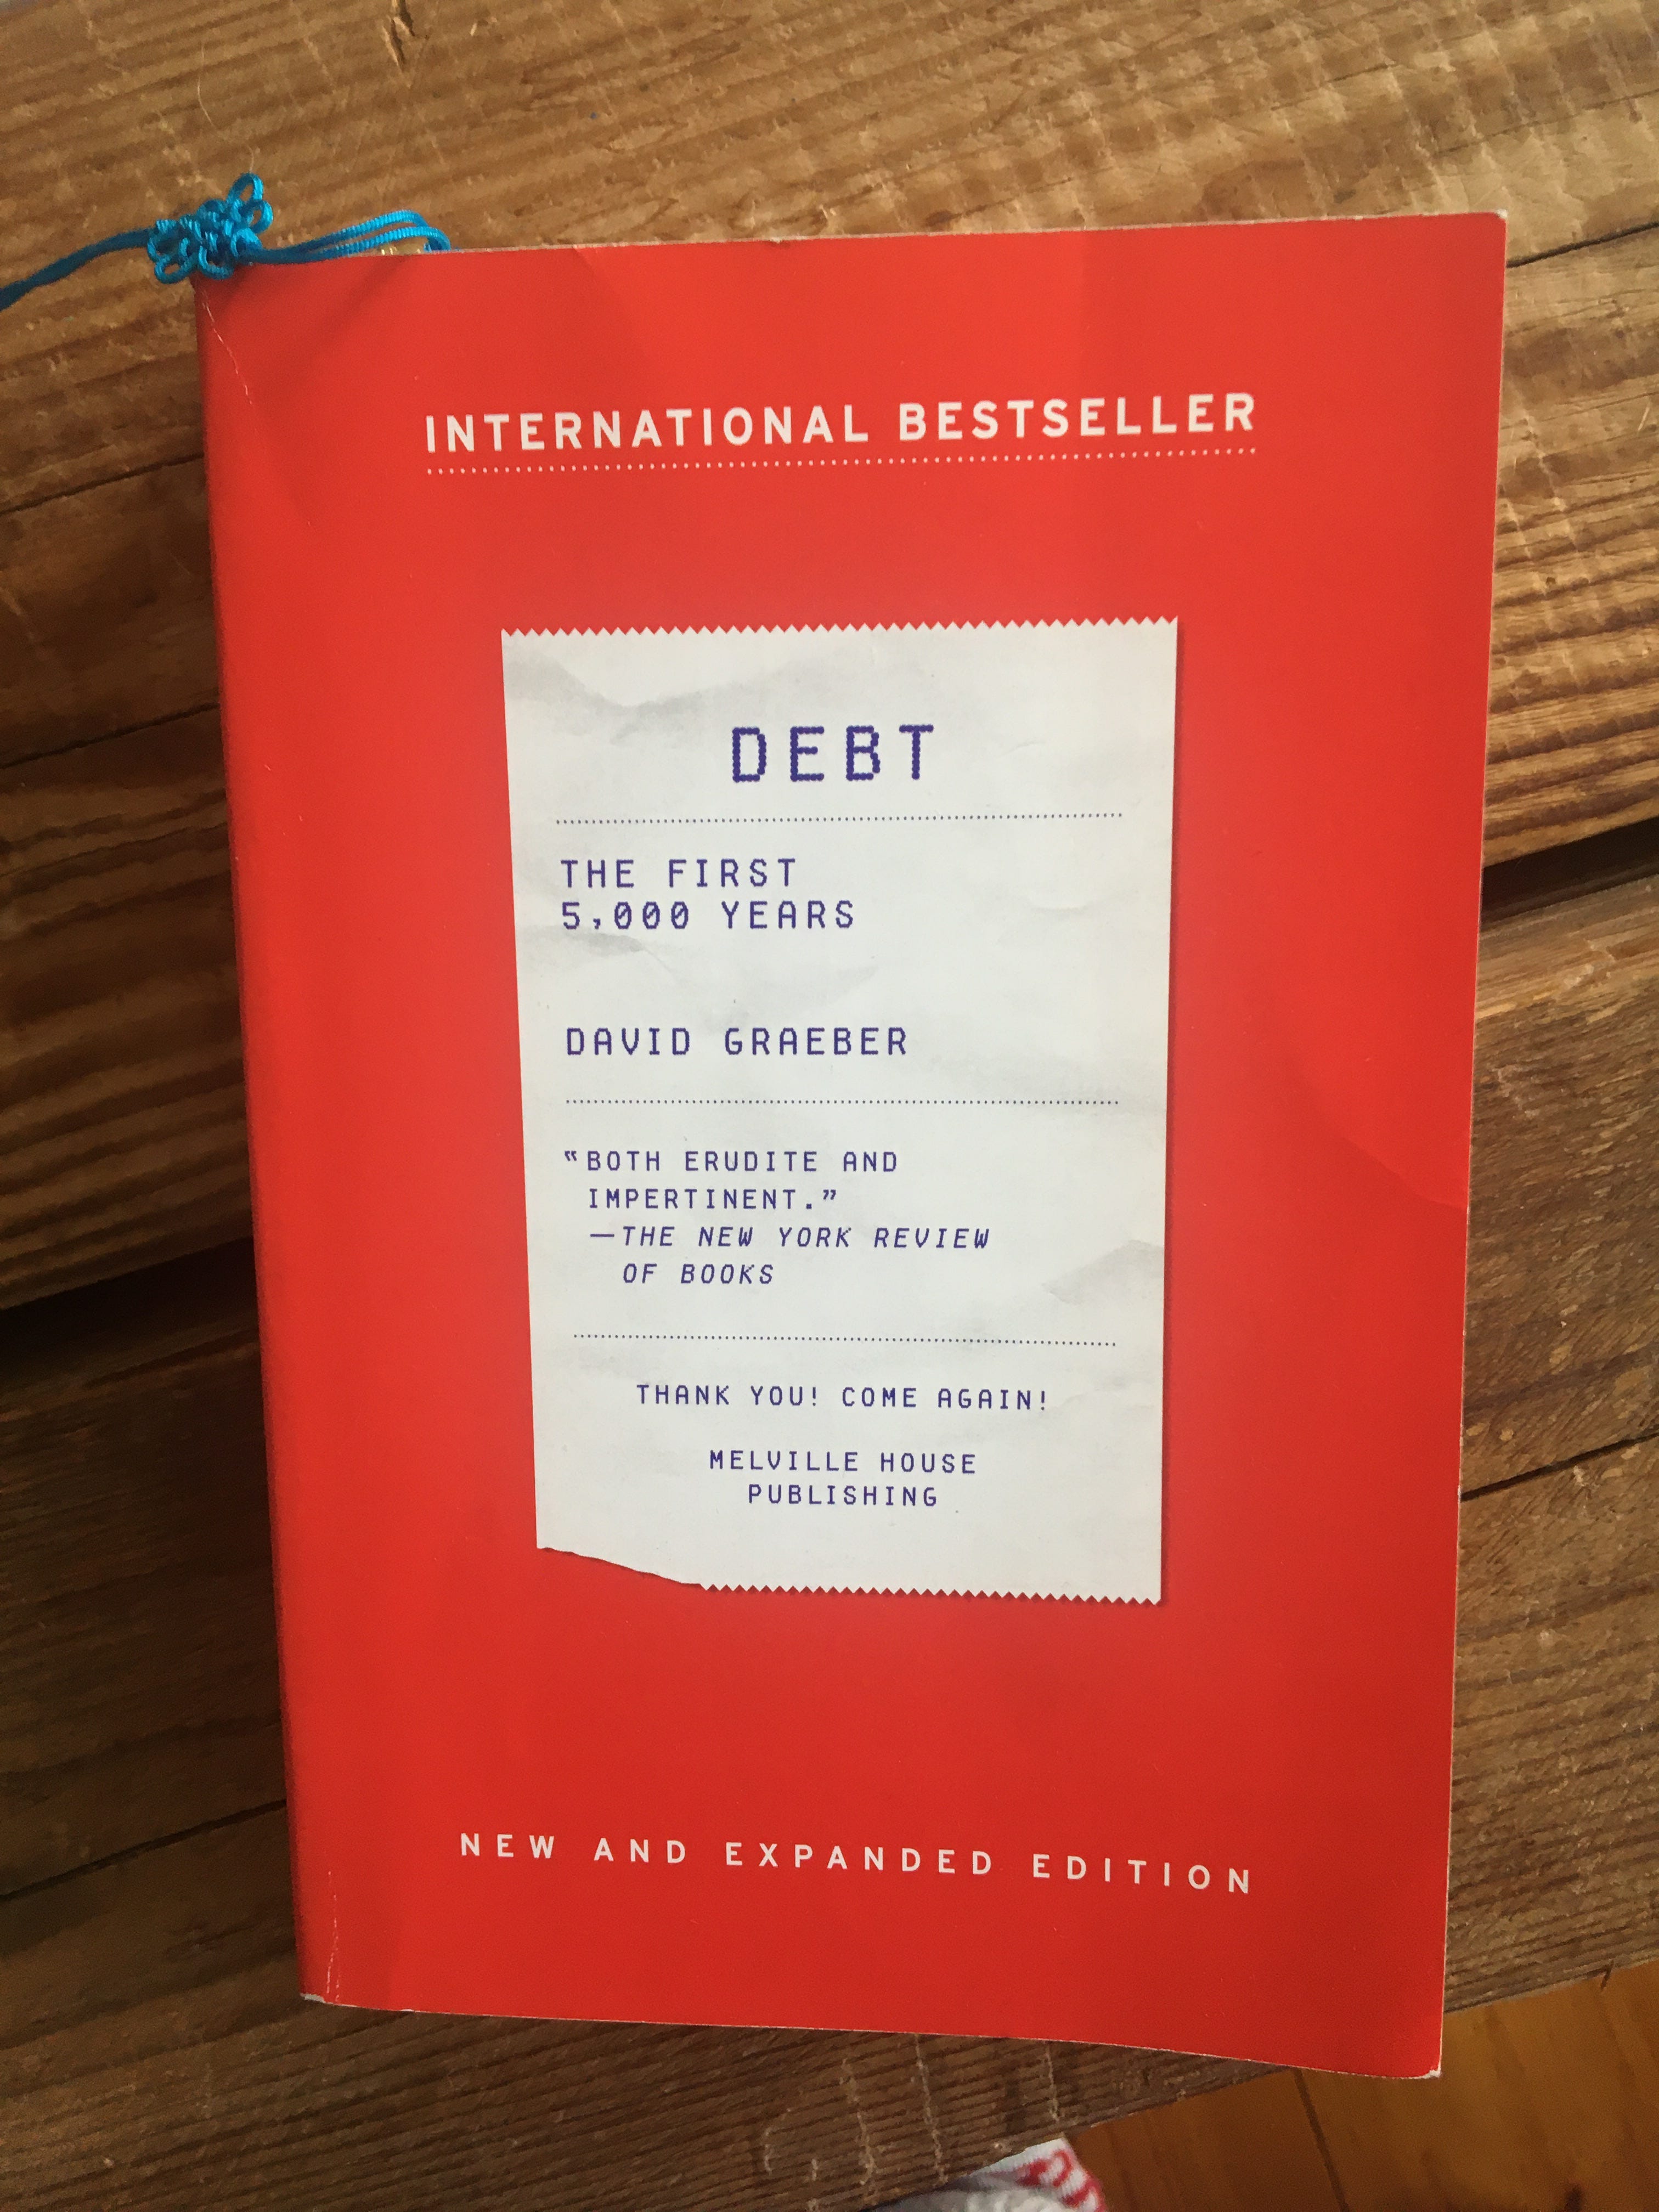 INTERNATIONAL BESTSELLER
DEBT
THE FIRST
5,000 YEARS
DAVID GRAEBER
“BOTH ERUDITE AND
IMPERTINENT.”
—THE NEW YORK REVIEW
OF BOOKS
THANK YOU! COME AGAIN!
MELVILLE HOUSE
PUBLISHING
NEW AND EXPANDED EDITION